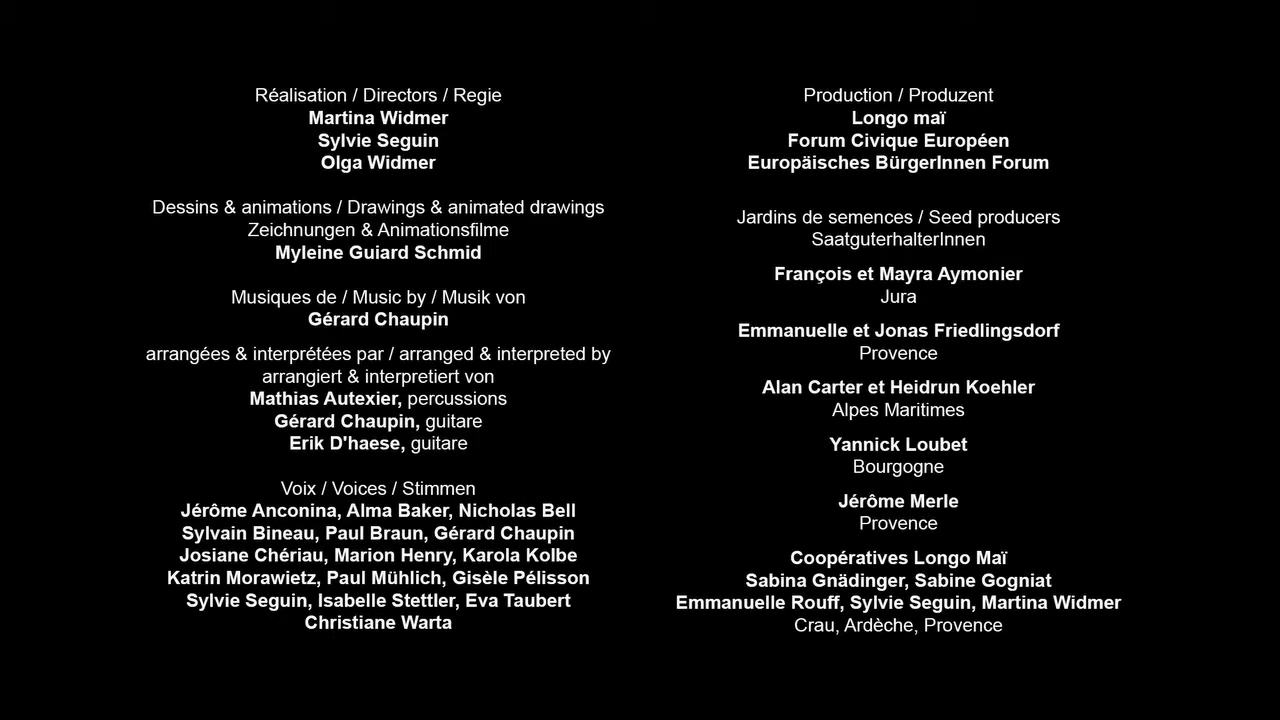 Réalisation / Directors / Regie
Martina Widmer
Sylvie Seguin
Olga Widmer
Dessins & animations / Drawings & animated drawings
Zeichnungen & Animationsfilme
Myleine Guiard Schmid
Musiques de / Music by / Musik von
Gérard Chaupin
arrangées & interprétées par / arranged & interpreted by
arrangiert & interpretiert von
Mathias Autexier, percussions
Gérard Chaupin, guitare
Erik D'haese, guitare
Voix / Voices / Stimmen
Jérôme Anconina, Alma Baker, Nicholas Bell
Sylvain Bineau, Paul Braun, Gérard Chaupin
Josiane Chériau, Marion Henry, Karola Kolbe
Katrin Morawietz, Paul Mühlich, Gisèle Pélisson
Sylvie Seguin, Isabelle Stettler, Eva Taubert
Christiane Warta
Production / Produzent
Longo maï
Forum Civique Européen
Europäisches BürgerInnen Forum
Jardins de semences / Seed producers
SaatguterhalterInnen
François et Mayra Aymonier
Jura
Emmanuelle et Jonas Friedlingsdorf
Provence
Alan Carter et Heidrun Koehler
Alpes Maritimes
Yannick Loubet
Bourgogne
Jérôme Merle
Provence
Coopératives Longo Maï
Sabina Gnädinger, Sabine Gogniat
Emmanuelle Rouff, Sylvie Seguin, Martina Widmer
Crau, Ardèche, Provence